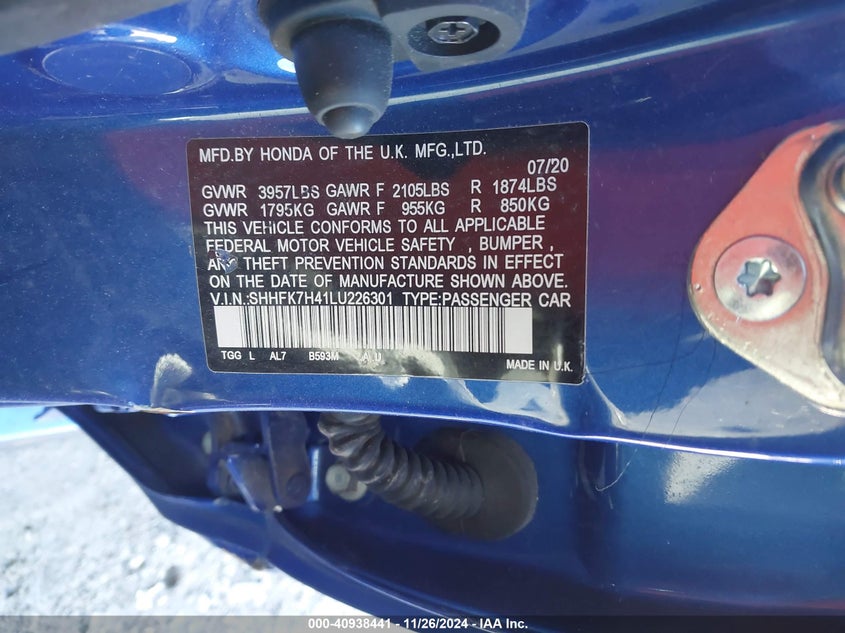 MFD.BY HONDA OF THE U.K. MFG.,LTD.
07/20
GVWR 3957LBS GAWR F 2105LBS R 1874LBS
GVWR 1795KG GAWR F 955KG R 850KG
THIS VEHICLE CONFORMS TO ALL APPLICABLE
FEDERAL MOTOR VEHICLE SAFETY , BUMPER ,
AND THEFT PREVENTION STANDARDS IN EFFECT
ON THE DATE OF MANUFACTURE SHOWN ABOVE.
V.I.N:SHHFK7H41LU226301 TYPE:PASSENGER CAR
TGG L AL7 B593M ALU
MADE IN U.K.
000-40938441 - 11/26/2024 - IAA Inc.